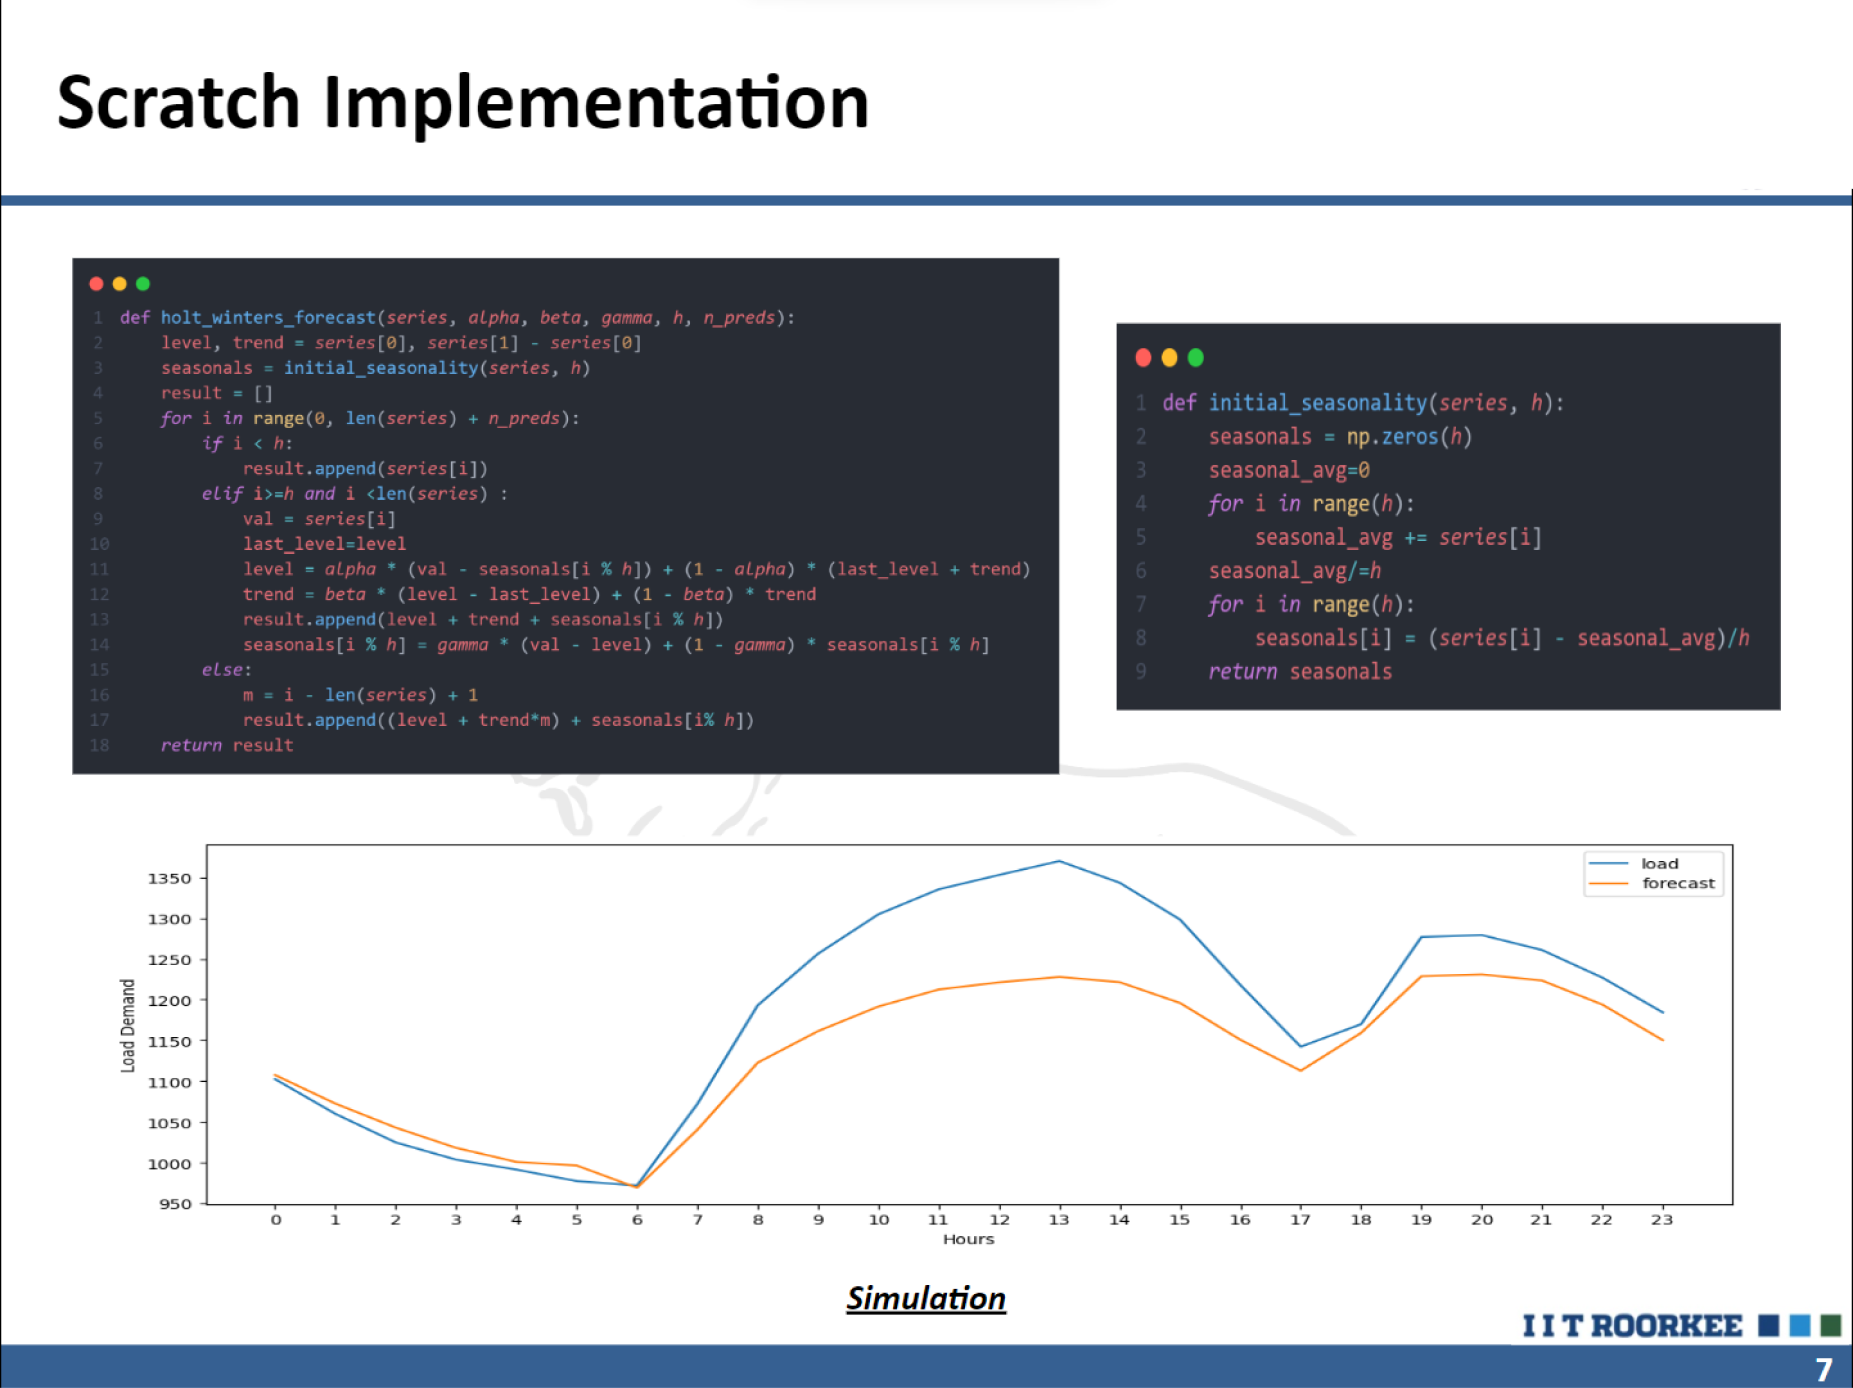 Scratch Implementation
1 def holt_winters_forecast(series, alpha, beta, gamma, h, n_preds):
2     level, trend = series[0], series[1] - series[0]
3     seasonals = initial_seasonality(series, h)
4     result = []
5     for i in range(0, len(series) + n_preds):
6         if i < h:
7             result.append(series[i])
8         elif i>=h and i <len(series) :
9             val = series[i]
10             last_level=level
11             level = alpha * (val - seasonals[i % h]) + (1 - alpha) * (last_level + trend)
12             trend = beta * (level - last_level) + (1 - beta) * trend
13             result.append(level + trend + seasonals[i % h])
14             seasonals[i % h] = gamma * (val - level) + (1 - gamma) * seasonals[i % h]
15         else:
16             m = i - len(series) + 1
17             result.append((level + trend*m) + seasonals[i% h])
18     return result
1 def initial_seasonality(series, h):
2     seasonals = np.zeros(h)
3     seasonal_avg=0
4     for i in range(h):
5         seasonal_avg += series[i]
6     seasonal_avg/=h
7     for i in range(h):
8         seasonals[i] = (series[i] - seasonal_avg)/h
9     return seasonals
load
forecast
1350
1300
1250
1200
1150
1100
1050
1000
950
Load Demand
0 1 2 3 4 5 6 7 8 9 10 11 12 13 14 15 16 17 18 19 20 21 22 23
Hours
Simulation
IIT ROORKEE
7